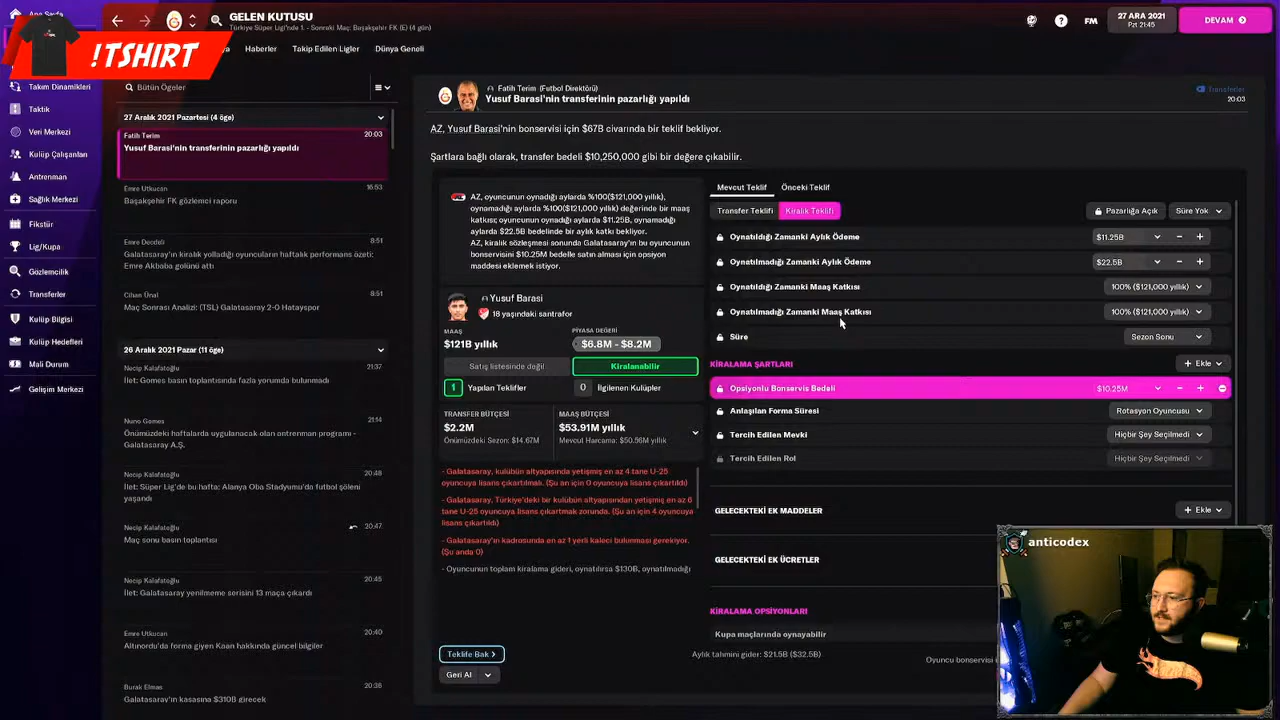 Ana Sayfa
GELEN KUTUSU
Türkiye Süper Ligi'nde 1. - Sonraki Maç: Başakşehir FK (E) (4 gün)
FM
27 ARA 2021
Pzt 21:45
DEVAM
!TSHIRT
Haberler
Takip Edilen Ligler
Dünya Geneli
Takım Dinamikleri
Taktik
Veri Merkezi
Kulüp Çalışanları
Antrenman
Sağlık Merkezi
Fikstür
Lig/Kupa
Gözlemcilik
Transferler
Kulüp Bilgisi
Kulüp Hedefleri
Mali Durum
Gelişim Merkezi
Bütün Ögeler
27 Aralık 2021 Pazartesi (4 öge)
Fatih Terim 20:03
Yusuf Barasi'nin transferinin pazarlığı yapıldı
Emre Utkucan 16:53
Başakşehir FK gözlemci raporu
Emre Dedeli 8:51
Galatasaray'ın kiralık yolladığı oyuncuların haftalık performans özeti:
Emre Akbaba golünü attı
Cihan Ünal 8:51
Maç Sonrası Analizi: (TSL) Galatasaray 2-0 Hatayspor
26 Aralık 2021 Pazar (11 öge)
Necip Kalafatoğlu 21:37
İlet: Gomes basın toplantısında fazla yorumda bulunmadı
Nuno Gomes 21:14
Önümüzdeki haftalarda uygulanacak olan antrenman programı -
Galatasaray A.Ş.
Necip Kalafatoğlu 20:48
İlet: Süper Lig'de bu hafta: Alanya Oba Stadyumu'da futbol şöleni
yaşandı
Necip Kalafatoğlu 20:47
Maç sonu basın toplantısı
Necip Kalafatoğlu 20:45
İlet: Galatasaray yenilmeme serisini 13 maça çıkardı
Emre Utkucan 20:40
Altınordu'da forma giyen Kaan hakkında güncel bilgiler
Burak Elmas 20:36
Galatasaray'ın kasasına $310B girecek
Fatih Terim (Futbol Direktörü)
Yusuf Barasi'nin transferinin pazarlığı yapıldı
Transferler
20:03
AZ, Yusuf Barasi'nin bonservisi için $67B civarında bir teklif bekliyor.
Şartlara bağlı olarak, transfer bedeli $10,250,000 gibi bir değere çıkabilir.
AZ, oyuncunun oynadığı aylarda %100($121,000 yıllık),
oynamadığı aylarda %100($121,000 yıllık) değerinde bir maaş
katkısı; oyuncunun oynadığı aylarda $11.25B, oynamadığı
aylarda $22.5B bedelinde bir aylık katkı bekliyor.
AZ, kiralık sözleşmesi sonunda Galatasaray'ın bu oyuncunun
bonservisini $10.25M bedelle satın alması için opsiyon
maddesi eklemek istiyor.
Yusuf Barasi
18 yaşındaki santrafor
MAAŞ
$121B yıllık
PİYASA DEĞERİ
$6.8M - $8.2M
Satış listesinde değil
Kiralanabilir
1 Yapılan Teklifler
0 İlgilenen Kulüpler
TRANSFER BÜTÇESİ
$2.2M
Önümüzdeki Sezon: $14.67M
MAAŞ BÜTÇESİ
$53.91M yıllık
Mevcut Harcama: $50.56M yıllık
- Galatasaray, kulübün altyapısında yetişmiş en az 4 tane U-25
oyuncuya lisans çıkartılmalı. (Şu an için 0 oyuncuya lisans çıkartıldı)
- Galatasaray, Türkiye'deki bir kulübün altyapısından yetişmiş en az 8
tane U-25 oyuncuya lisans çıkartmak zorunda. (Şu an için 4 oyuncuya
lisans çıkartıldı)
- Galatasaray'ın kadrosunda en az 1 yerli kaleci bulunması gerekiyor.
(Şu anda 0)
- Oyuncunun toplam kiralama gideri, oynatılırsa $130B, oynatılmadığı
Teklife Bak
Geri Al
Mevcut Teklif
Önceki Teklif
Transfer Teklifi
Kiralık Teklifi
Pazarlığa Açık
Süre Yok
Oynatıldığı Zamanki Aylık Ödeme $11.25B
Oynatılmadığı Zamanki Aylık Ödeme $22.5B
Oynatıldığı Zamanki Maaş Katkısı 100% ($121,000 yıllık)
Oynatılmadığı Zamanki Maaş Katkısı 100% ($121,000 yıllık)
Süre Sezon Sonu
KİRALAMA ŞARTLARI + Ekle
Opsiyonlu Bonservis Bedeli $10.25M
Anlaşılan Forma Süresi Rotasyon Oyuncusu
Tercih Edilen Mevki Hiçbir Şey Seçilmedi
Tercih Edilen Rol Hiçbir Şey Seçilmedi
GELECEKTEKİ EK MADDELER + Ekle
GELECEKTEKİ EK ÜCRETLER
KİRALAMA OPSİYONLARI
Kupa maçlarında oynayabilir
Aylık tahmini gider: $21.5B ($32.5B)
Oyuncu bonservisi
anticodex